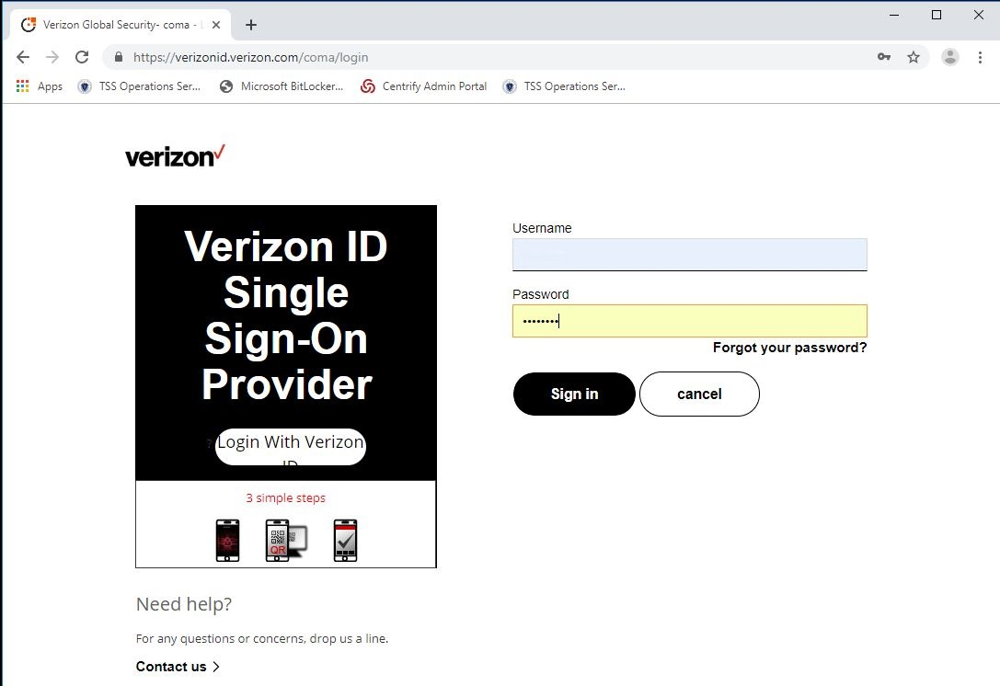 Verizon Global Security- coma -
https://verizonid.verizon.com/coma/login
Apps
TSS Operations Ser...
Microsoft BitLocker...
Centrify Admin Portal
TSS Operations Ser...
verizon
Verizon ID
Single
Sign-On
Provider
? Login With Verizon
ID
3 simple steps
QR
Username
Password
••••••••
Forgot your password?
Sign in
cancel
Need help?
For any questions or concerns, drop us a line.
Contact us >